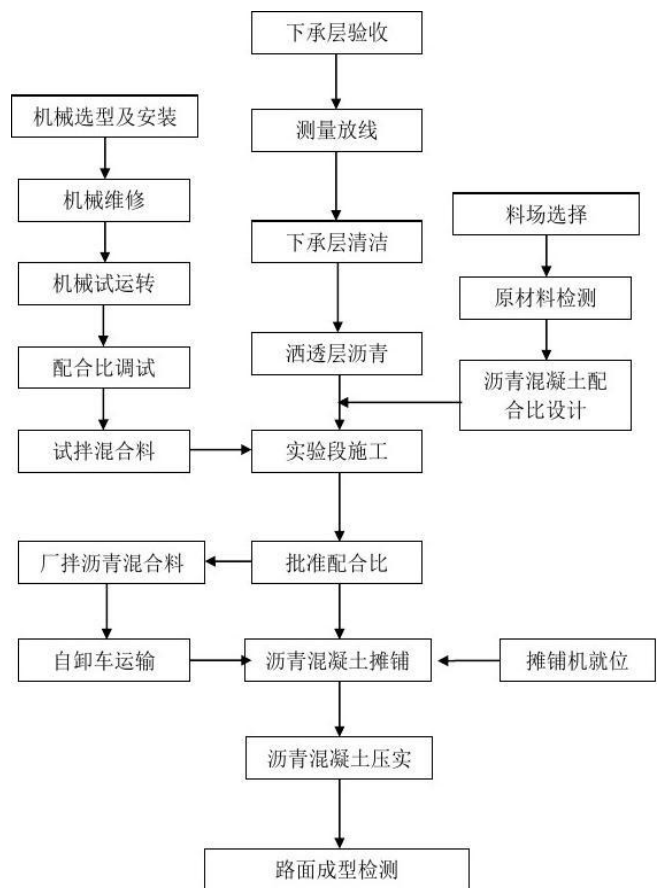 下承层验收
机械选型及安装
测量放线
机械维修
料场选择
下承层清洁
机械试运转
原材料检测
洒透层沥青
配合比调试
沥青混凝土配
合比设计
试拌混合料
实验段施工
厂拌沥青混合料
批准配合比
自卸车运输
沥青混凝土摊铺
摊铺机就位
沥青混凝土压实
路面成型检测